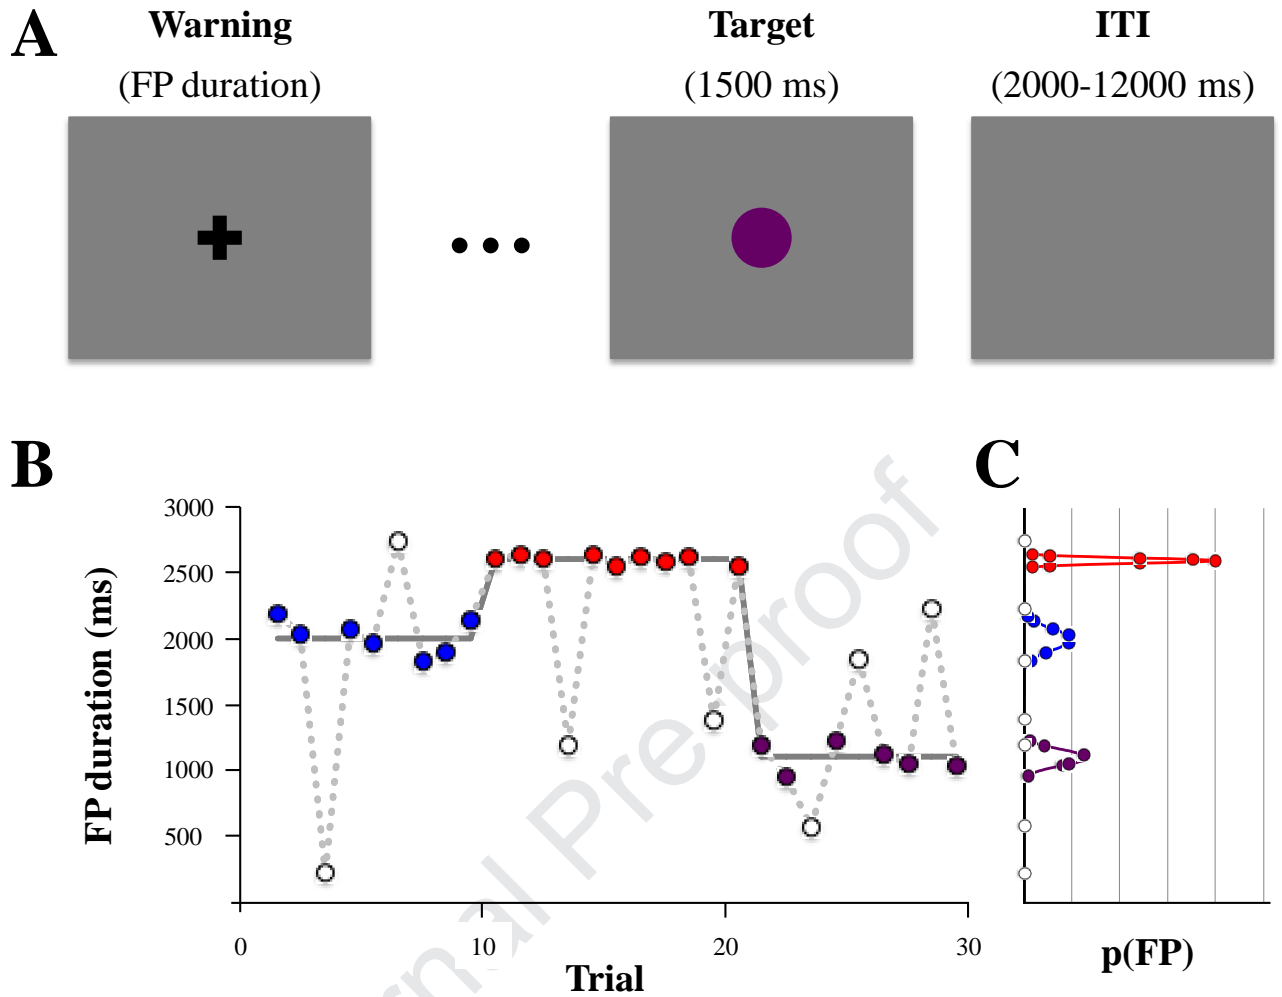 A
Warning
Target
ITI
(FP duration)
(1500 ms)
(2000-12000 ms)
B
C
3000
2500
2000
1500
1000
500
FP duration (ms)
0
10
20
30
Trial
p(FP)
rnal Pre-proof